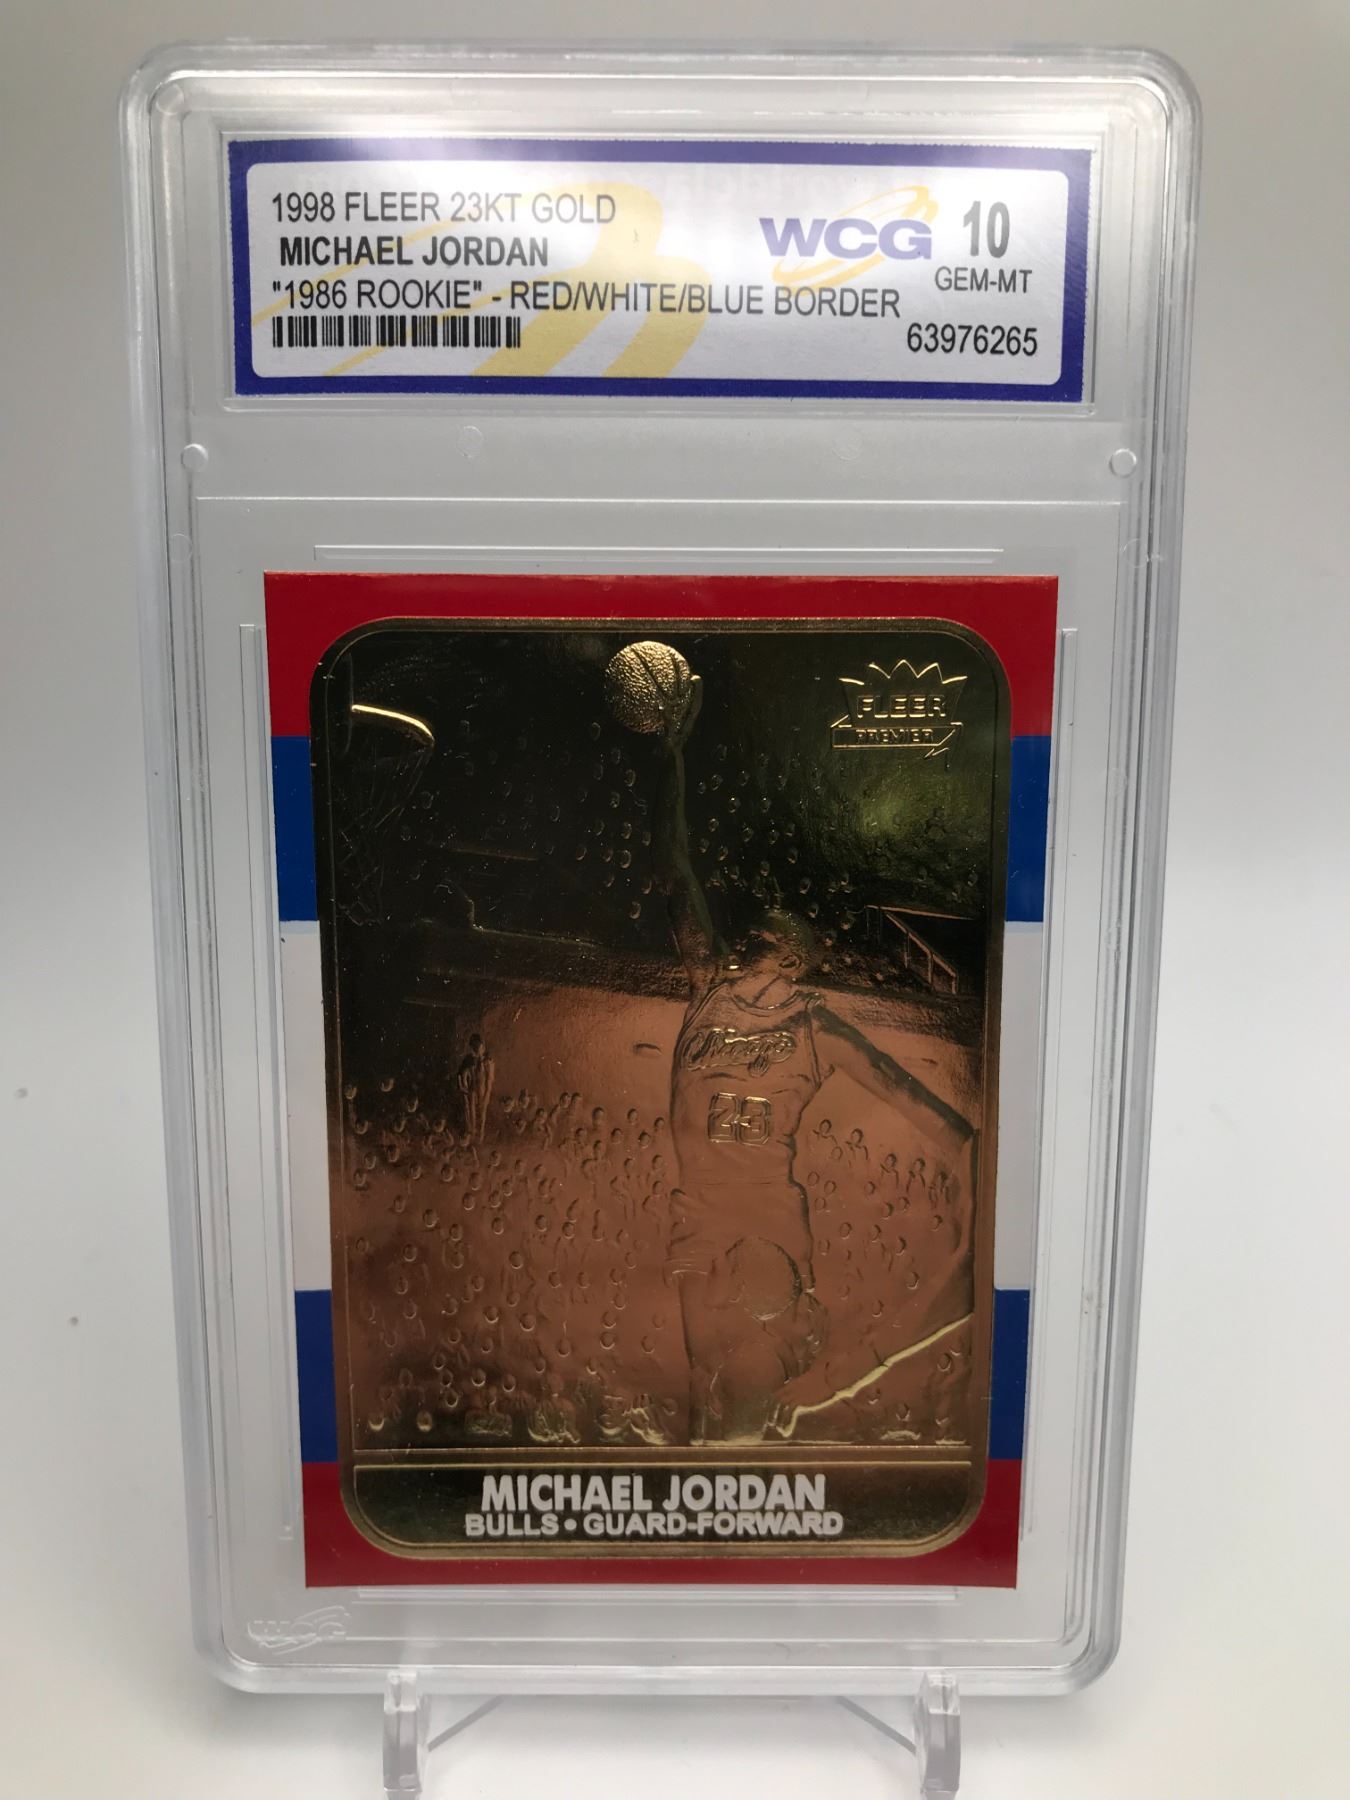 1998 FLEER 23KT GOLD
MICHAEL JORDAN
"1986 ROOKIE" - RED/WHITE/BLUE BORDER
WCG 10
GEM-MT
63976265
FLEER
PREMIER
Chicago
23
MICHAEL JORDAN
BULLS • GUARD-FORWARD
WCG